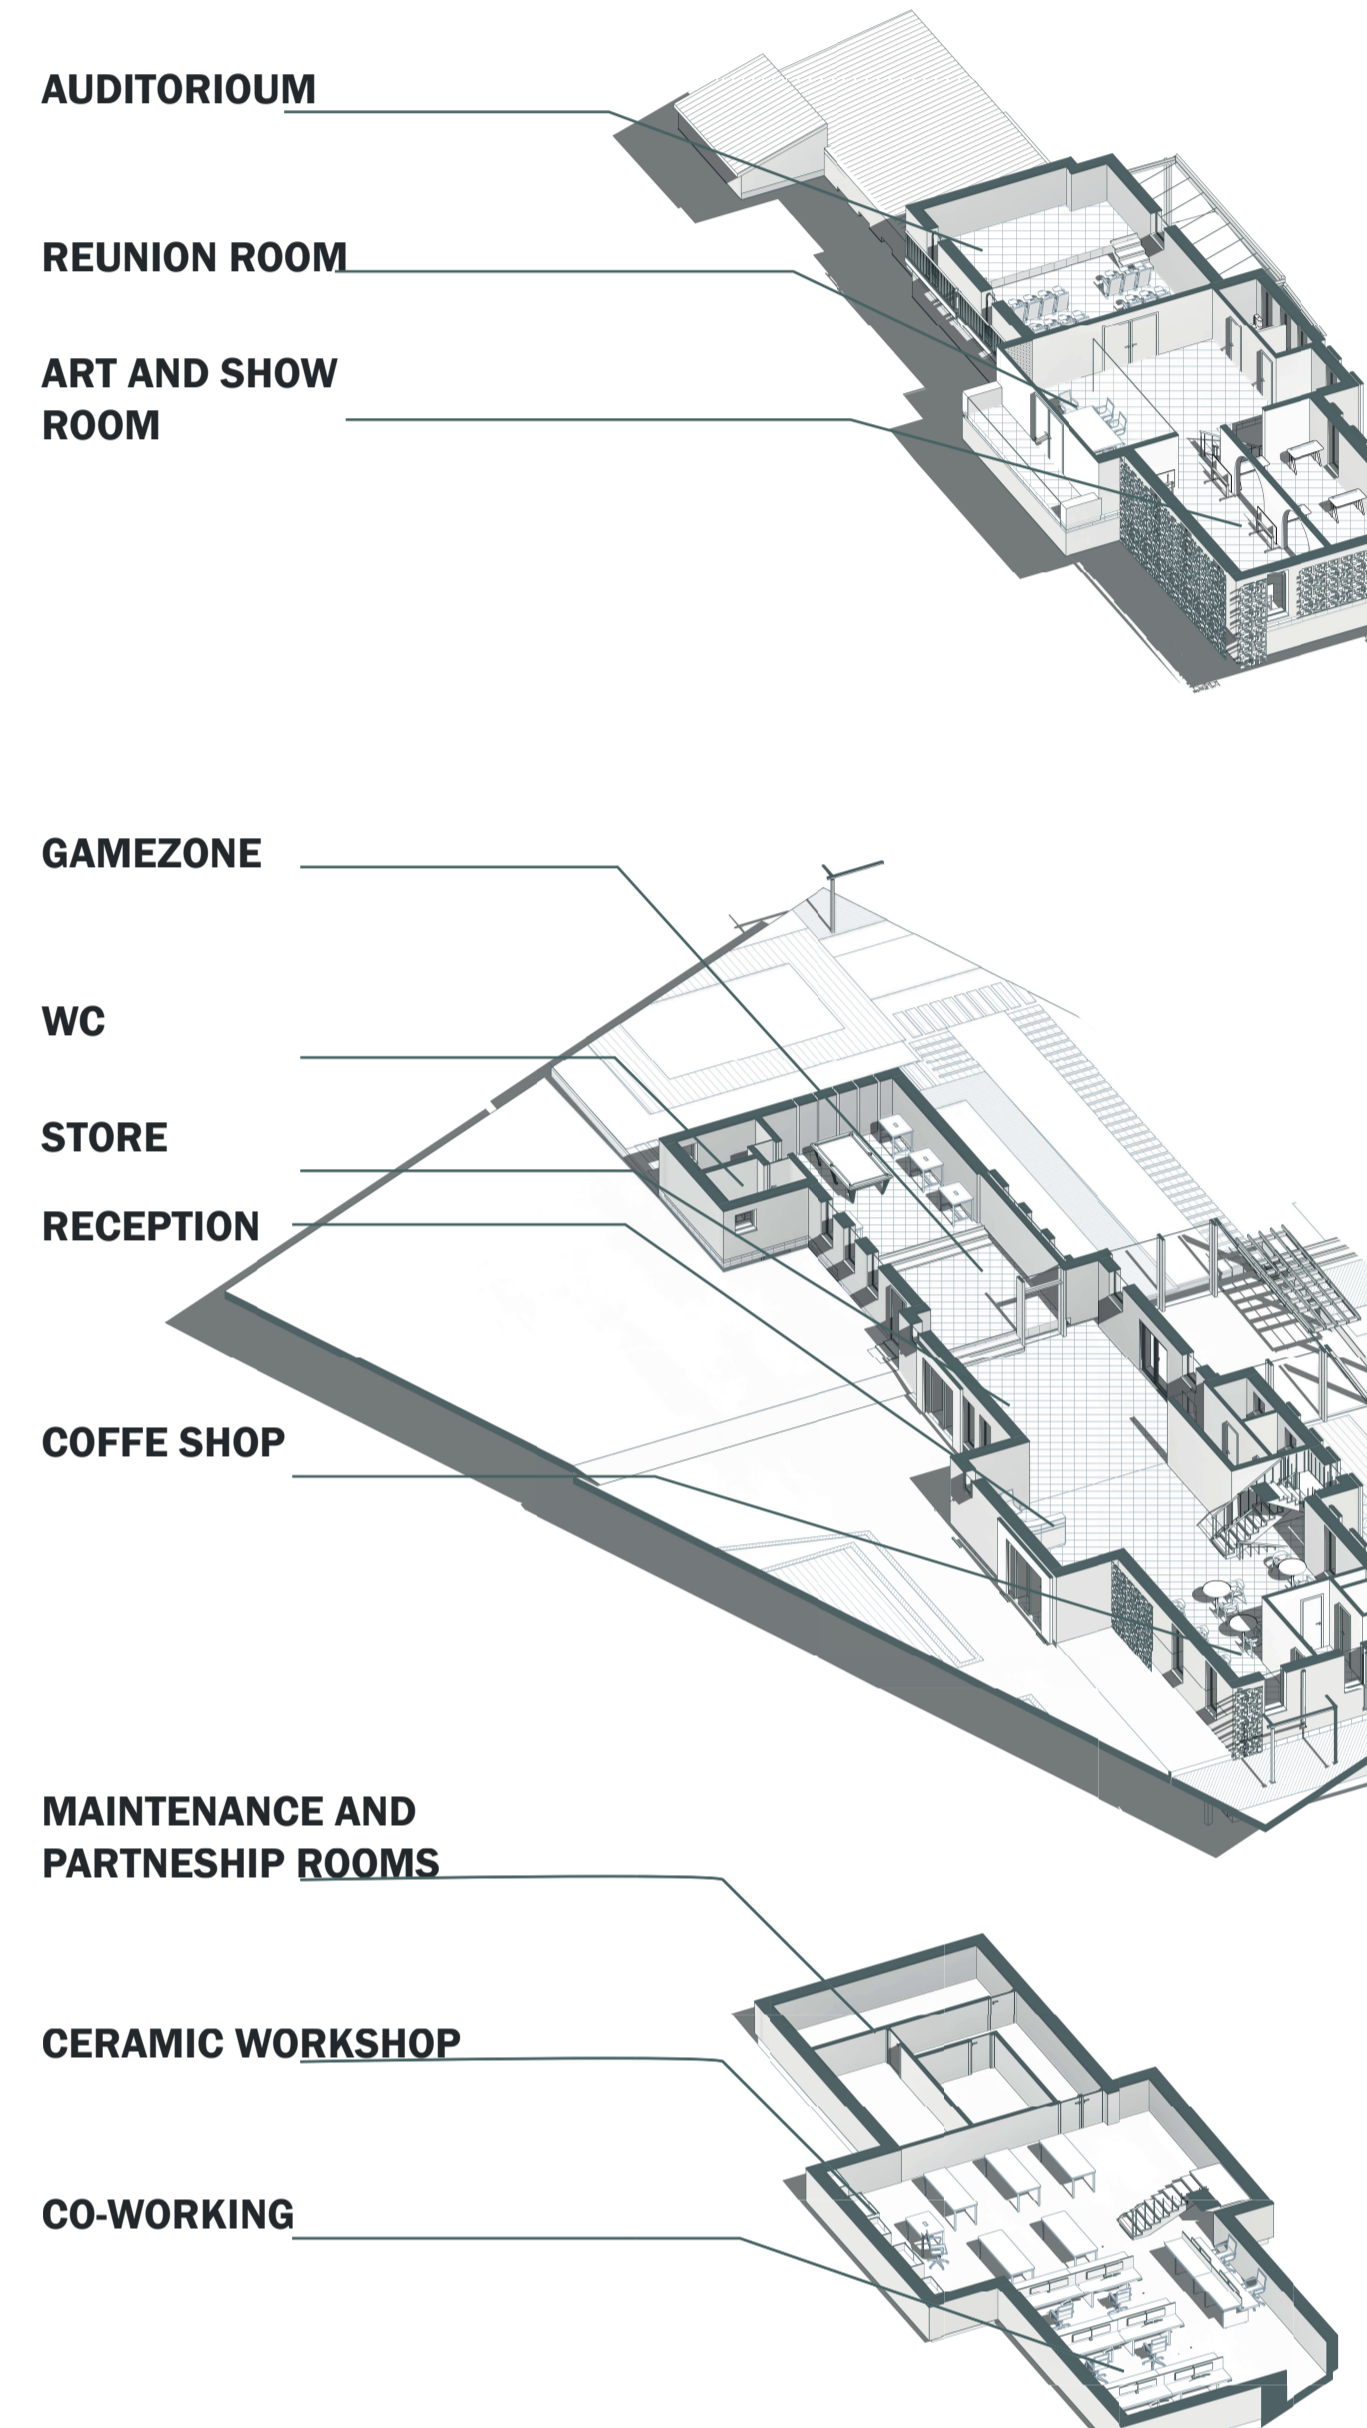 AUDITORIOUM
REUNION ROOM
ART AND SHOW
ROOM
GAMEZONE
WC
STORE
RECEPTION
COFFE SHOP
MAINTENANCE AND
PARTNESHIP ROOMS
CERAMIC WORKSHOP
CO-WORKING